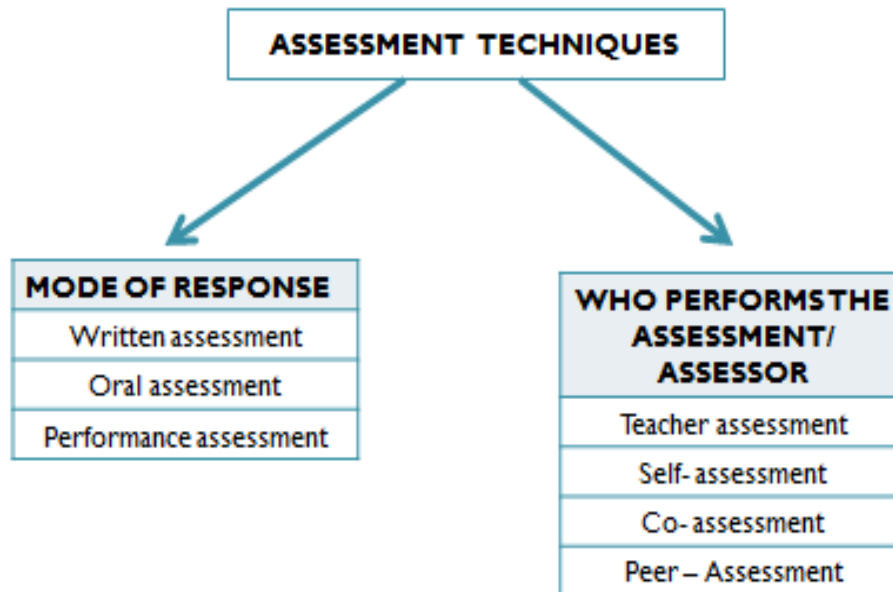 ASSESSMENT TECHNIQUES
MODE OF RESPONSE
Written assessment
Oral assessment
Performance assessment
WHO PERFORMS THE
ASSESSMENT/
ASSESSOR
Teacher assessment
Self- assessment
Co- assessment
Peer – Assessment